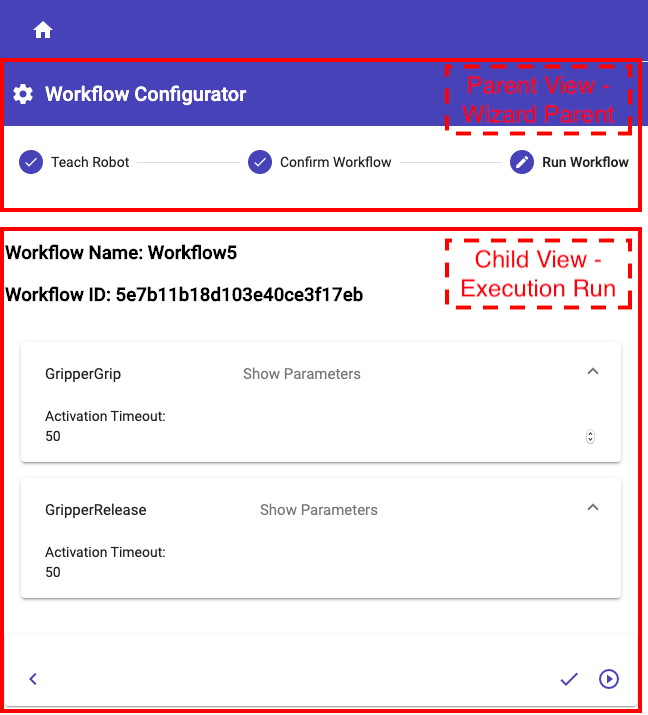 Workflow Configurator
Parent View -
Wizard Parent
Teach Robot
Confirm Workflow
Run Workflow
Workflow Name: Workflow5
Workflow ID: 5e7b11b18d103e40ce3f17eb
Child View -
Execution Run
GripperGrip Show Parameters
Activation Timeout:
50
GripperRelease Show Parameters
Activation Timeout:
50